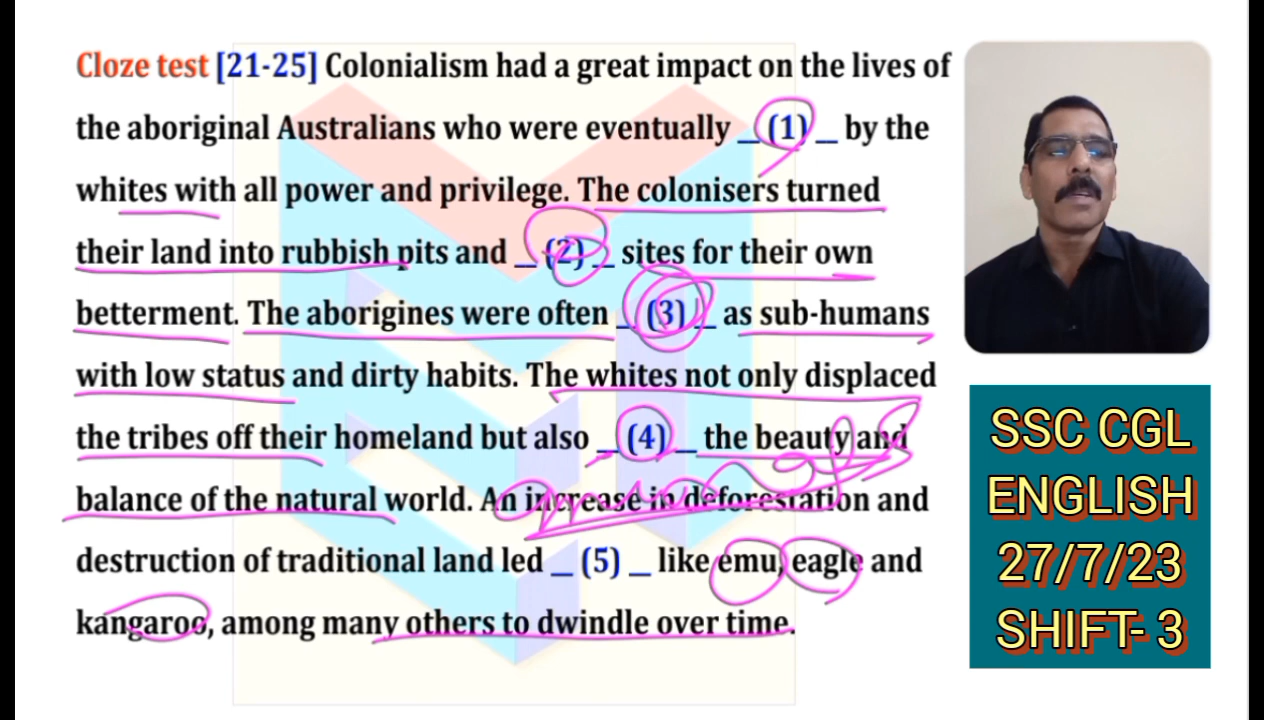 Cloze test [21-25] Colonialism had a great impact on the lives of
the aboriginal Australians who were eventually _ (1) _ by the
whites with all power and privilege. The colonisers turned
their land into rubbish pits and _ (2) _ sites for their own
betterment. The aborigines were often _ (3) _ as sub-humans
with low status and dirty habits. The whites not only displaced
the tribes off their homeland but also _ (4) _ the beauty and
balance of the natural world. An increase in deforestation and
animals
destruction of traditional land led _ (5) _ like emu, eagle and
kangaroo, among many others to dwindle over time.
SSC CGL
ENGLISH
27/7/23
SHIFT- 3